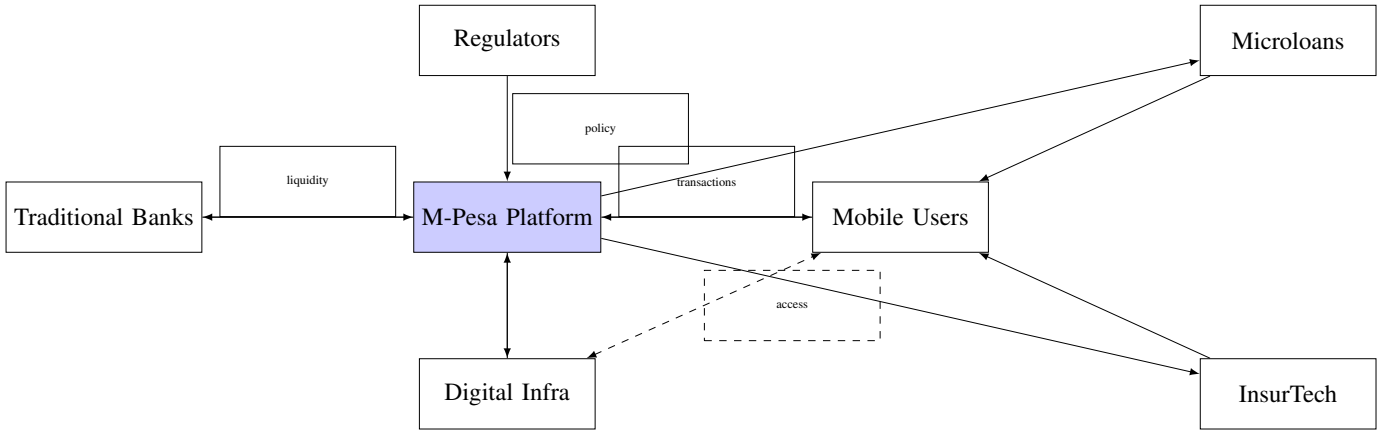 Regulators
Microloans
policy
liquidity
transactions
Traditional Banks
M-Pesa Platform
Mobile Users
access
Digital Infra
InsurTech